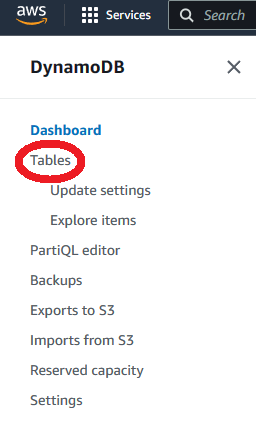 aws Services Search
DynamoDB
Dashboard
Tables
Update settings
Explore items
PartiQL editor
Backups
Exports to S3
Imports from S3
Reserved capacity
Settings